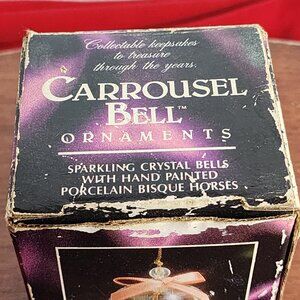 Collectable keepsakes
to treasure
through the years.
CARROUSEL
BELL™
ORNAMENTS
SPARKLING CRYSTAL BELLS
WITH HAND PAINTED
PORCELAIN BISQUE HORSES